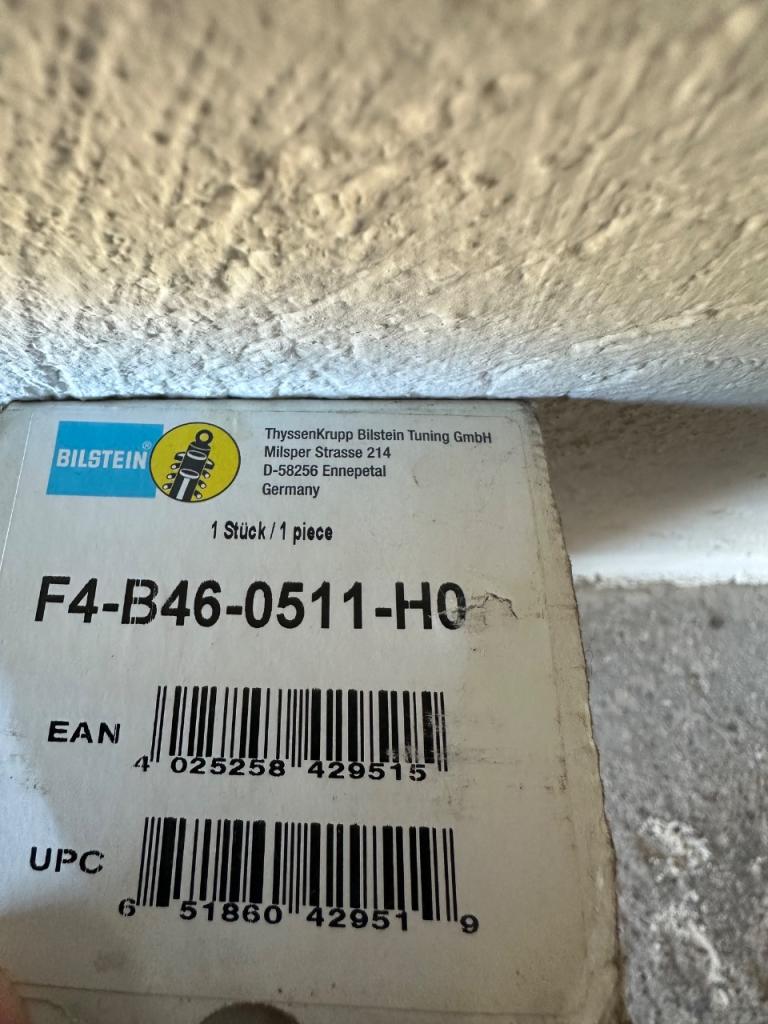 BILSTEIN®
ThyssenKrupp Bilstein Tuning GmbH
Milsper Strasse 214
D-58256 Ennepetal
Germany
1 Stück / 1 piece
F4-B46-0511-H0
EAN
4 025258 429515
UPC
6 51860 42951 9